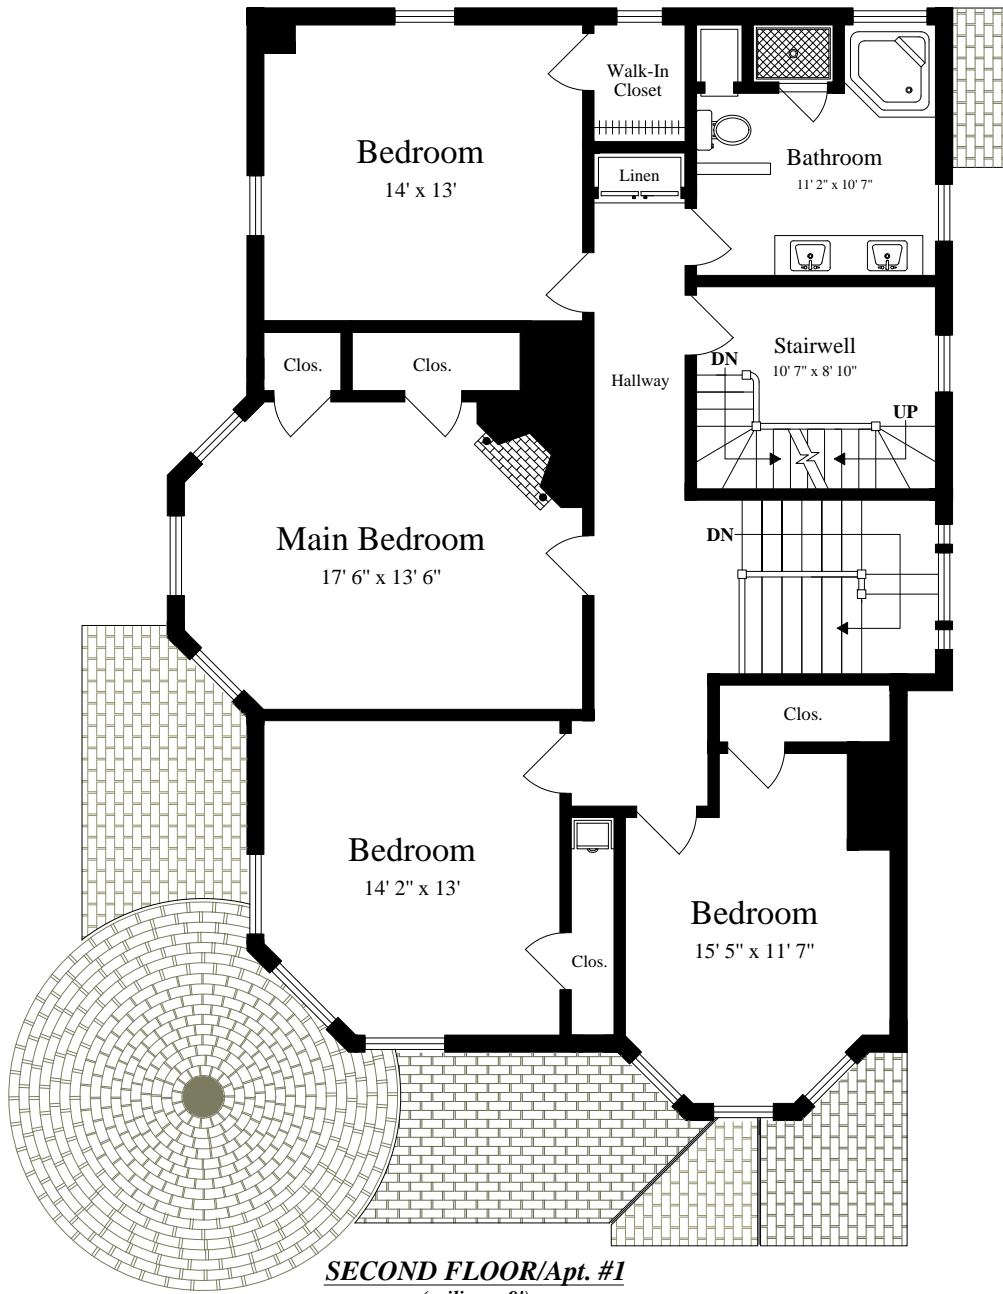 Walk-In
Closet
Bedroom
14' x 13'
Bathroom
11' 2" x 10' 7"
Linen
Stairwell
10' 7" x 8' 10"
DN
UP
Clos.
Clos.
Hallway
Main Bedroom
17' 6" x 13' 6"
DN
Clos.
Bedroom
14' 2" x 13'
Bedroom
15' 5" x 11' 7"
Clos.
SECOND FLOOR/Apt. #1